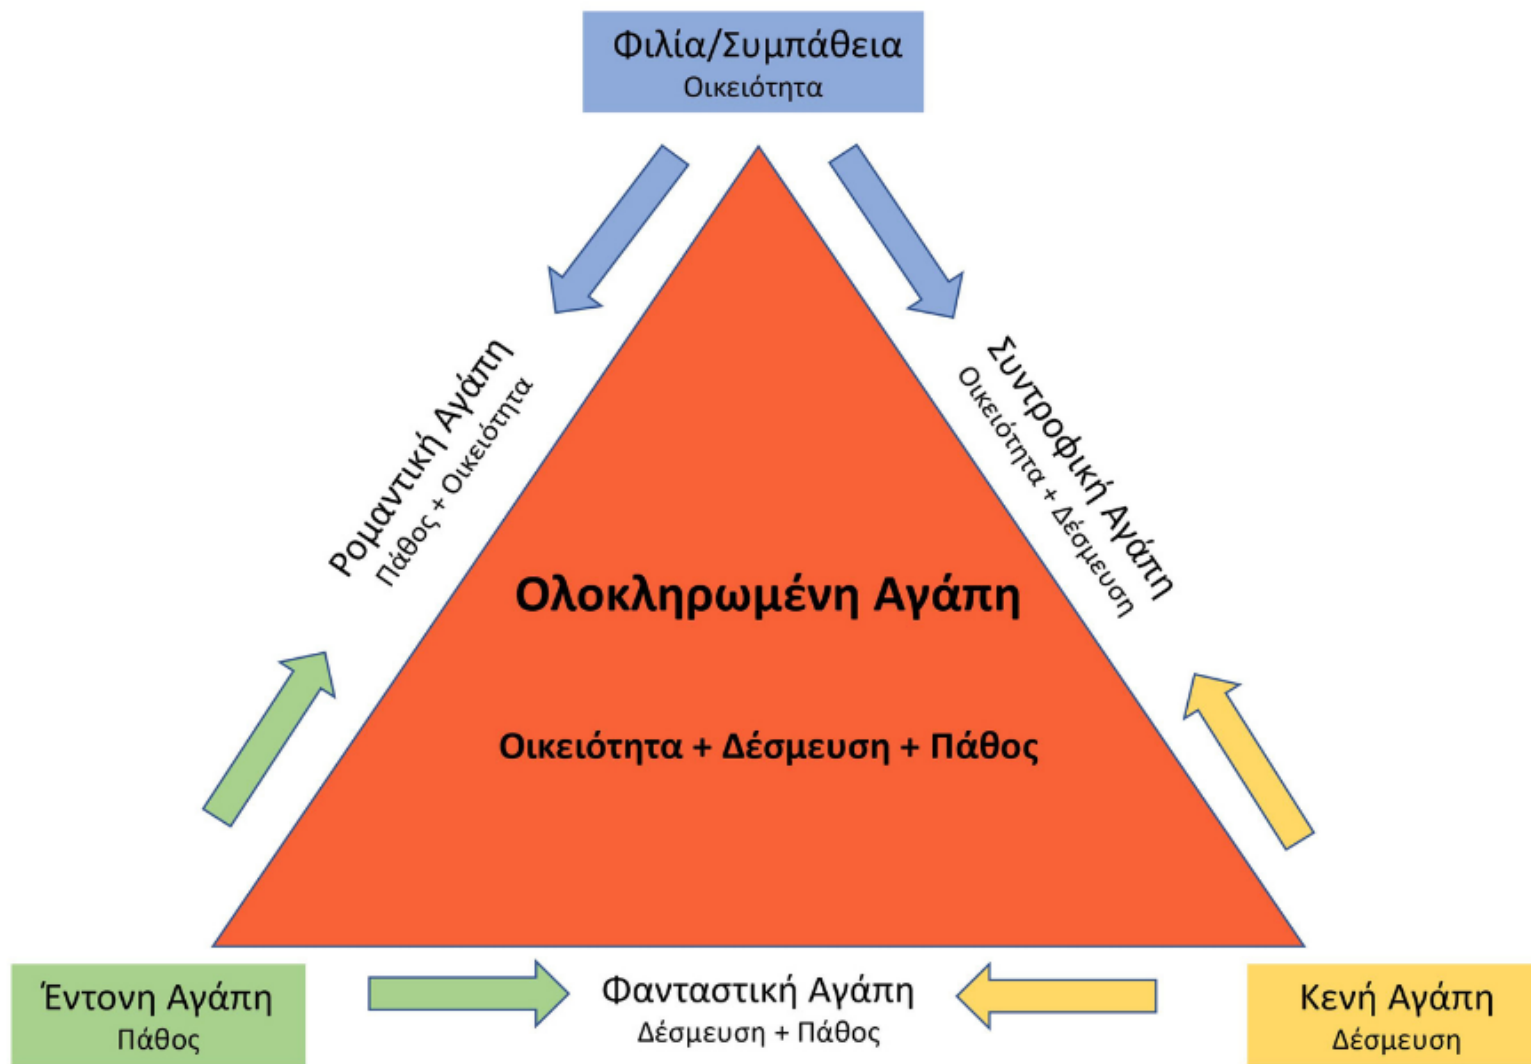 Φιλία/Συμπάθεια
Οικειότητα
Ρομαντική Αγάπη
Πάθος + Οικειότητα
Συντροφική Αγάπη
Οικειότητα + Δέσμευση
Ολοκληρωμένη Αγάπη
Οικειότητα + Δέσμευση + Πάθος
Έντονη Αγάπη
Πάθος
Φανταστική Αγάπη
Δέσμευση + Πάθος
Κενή Αγάπη
Δέσμευση